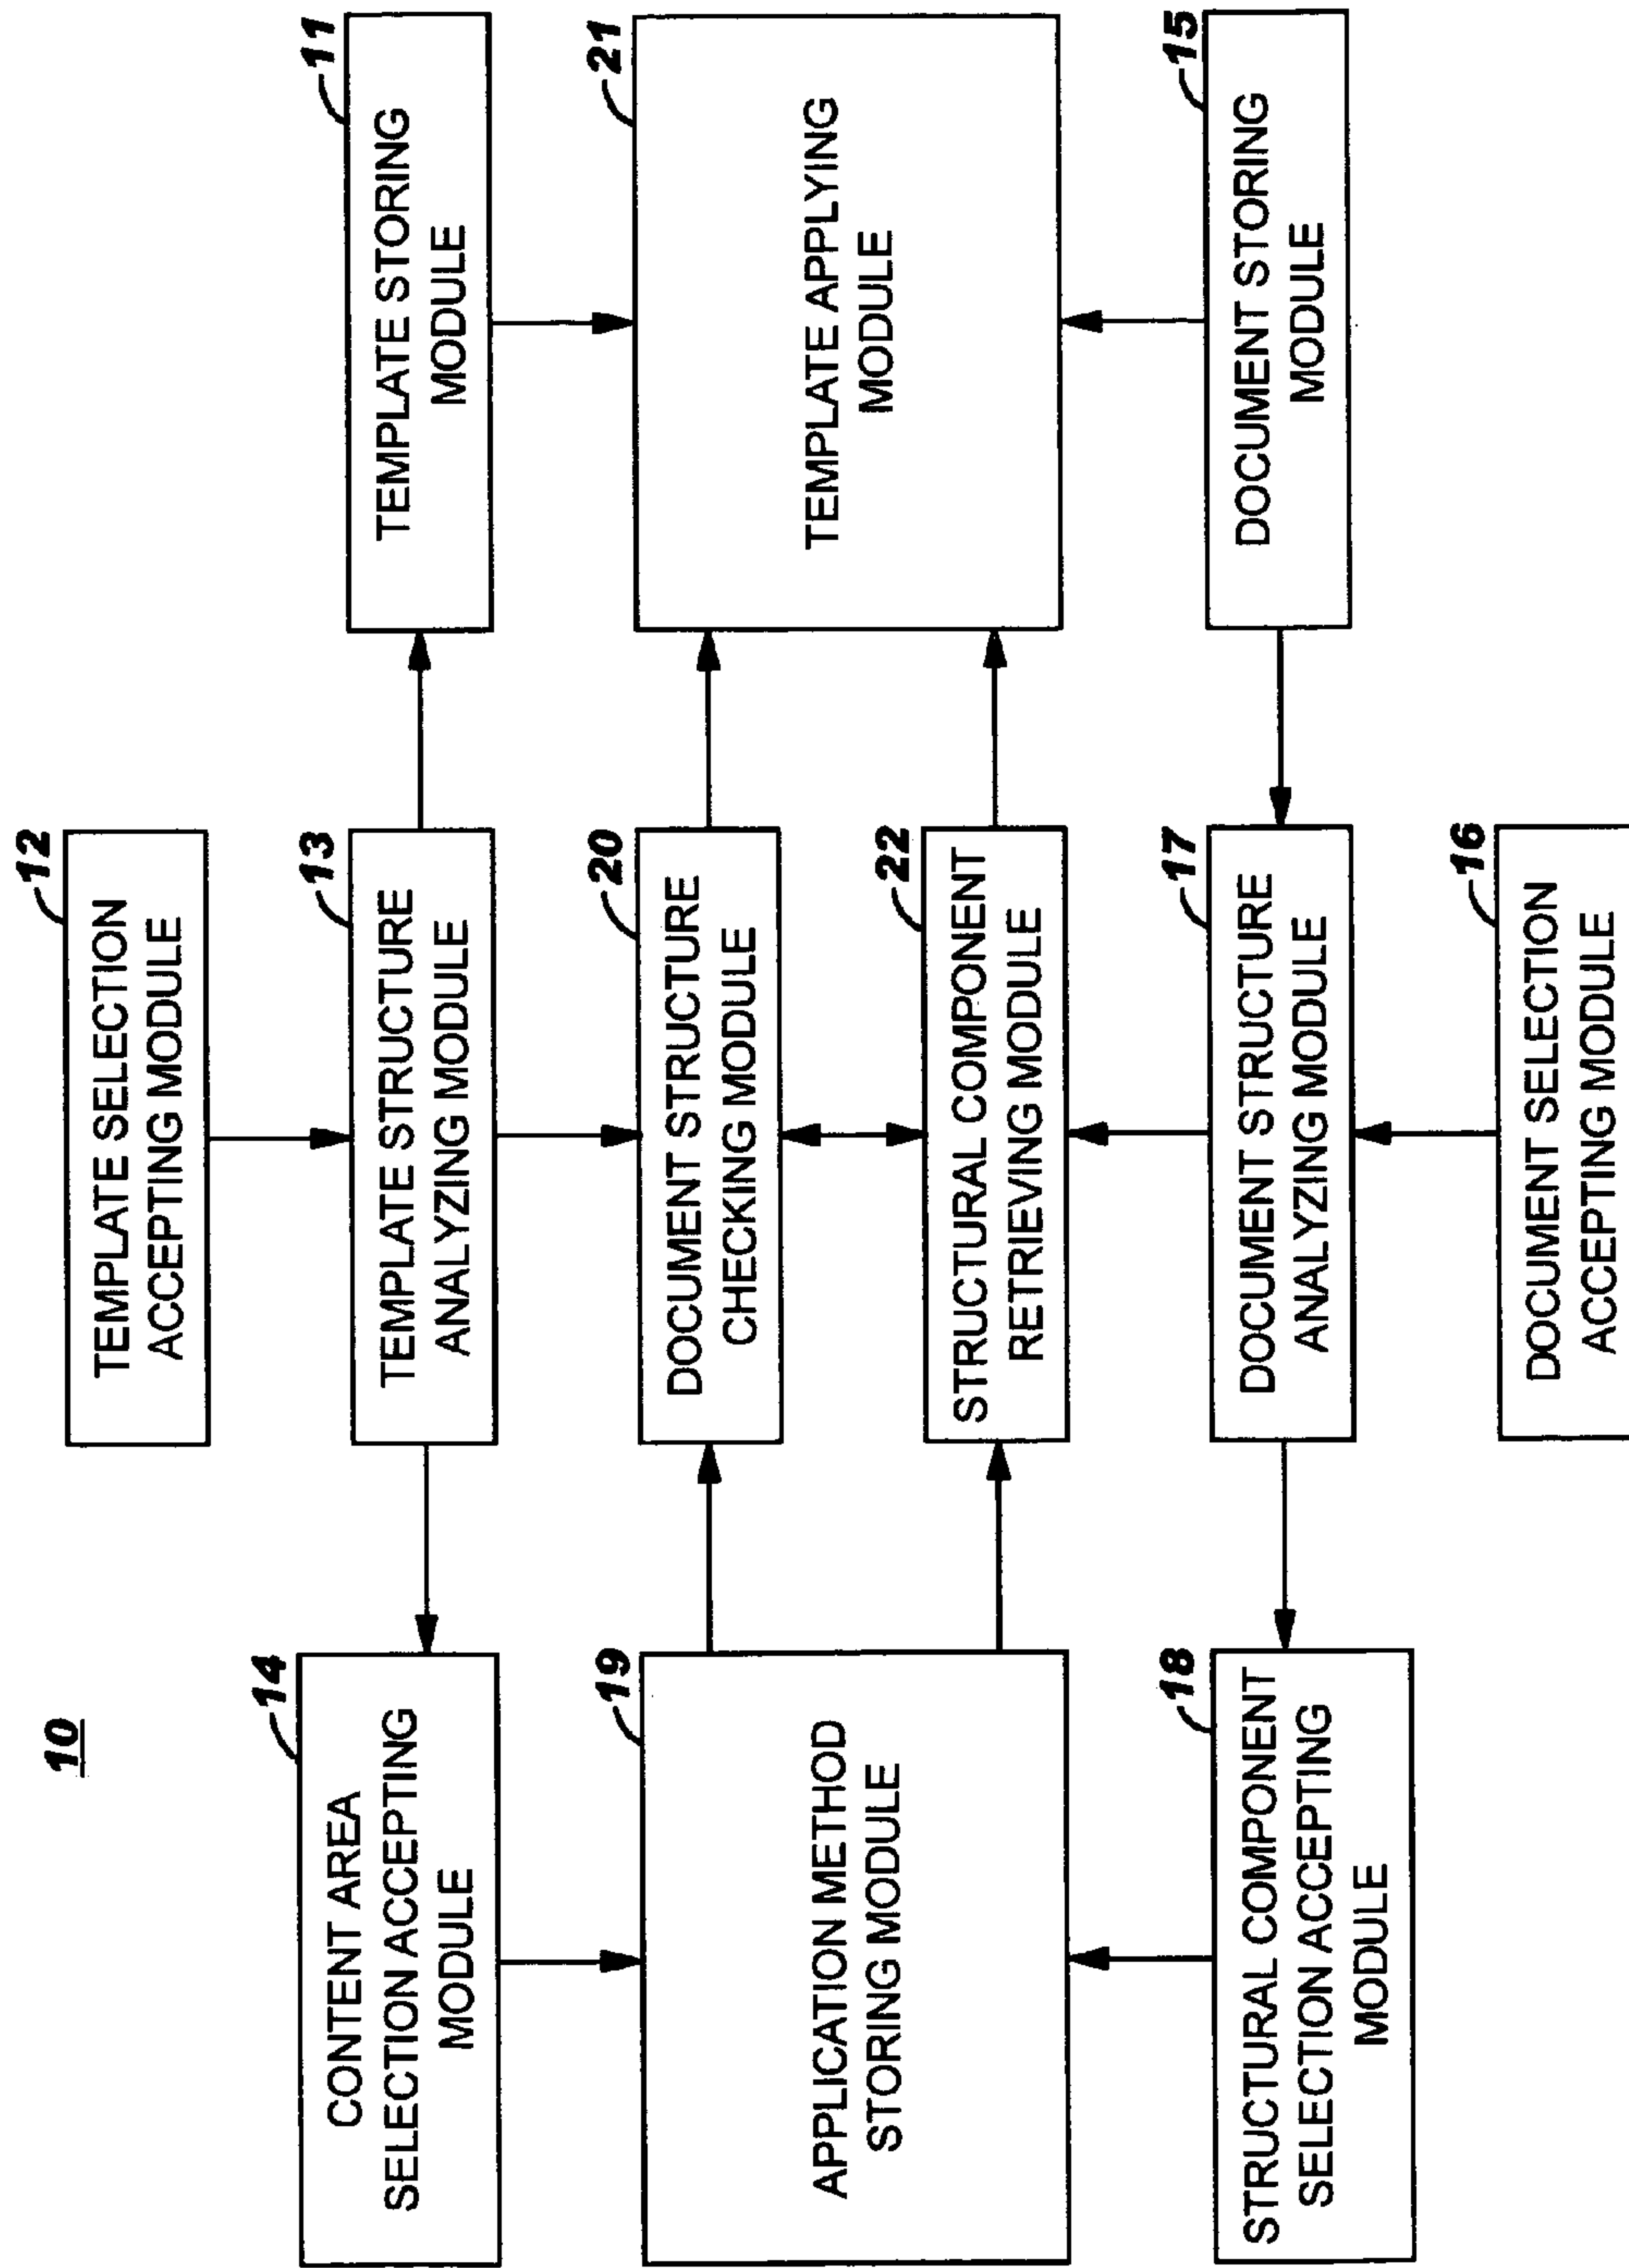 10
12
TEMPLATE SELECTION
ACCEPTING MODULE
14
CONTENT AREA
SELECTION ACCEPTING
MODULE
13
TEMPLATE STRUCTURE
ANALYZING MODULE
11
TEMPLATE STORING
MODULE
19
APPLICATION METHOD
STORING MODULE
20
DOCUMENT STRUCTURE
CHECKING MODULE
21
TEMPLATE APPLYING
MODULE
22
STRUCTURAL COMPONENT
RETRIEVING MODULE
18
STRUCTURAL COMPONENT
SELECTION ACCEPTING
MODULE
17
DOCUMENT STRUCTURE
ANALYZING MODULE
15
DOCUMENT STORING
MODULE
16
DOCUMENT SELECTION
ACCEPTING MODULE